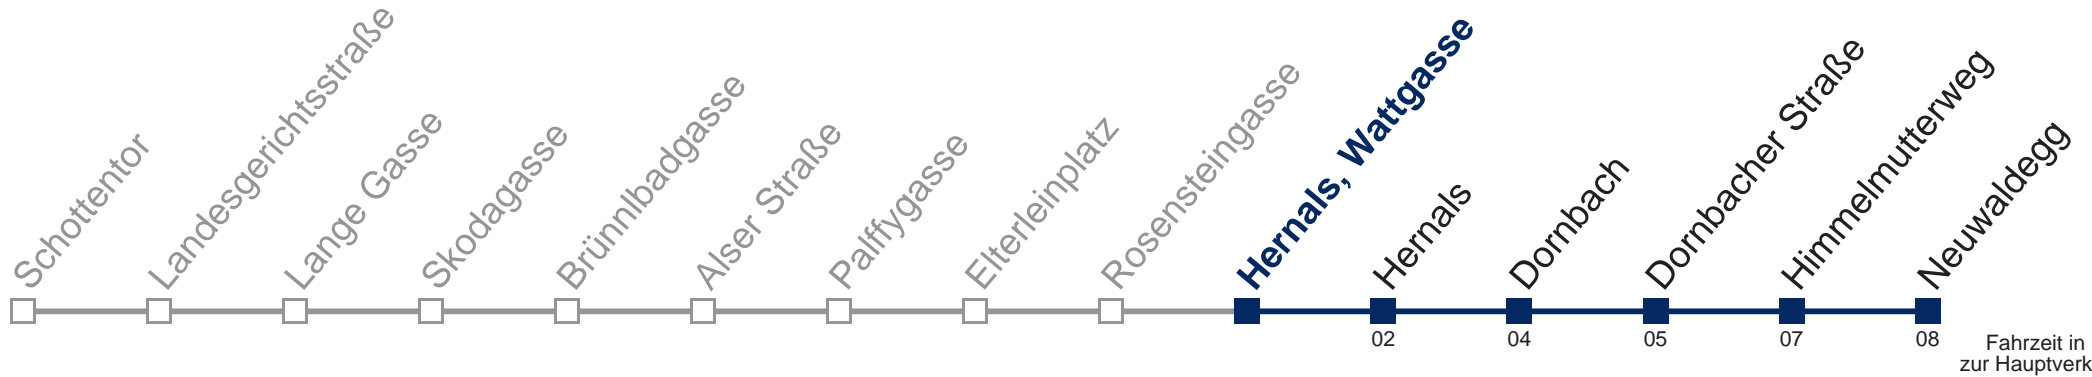 Schottentor
Landesgerichtsstraße
Lange Gasse
Skodagasse
Brünnlbadgasse
Alser Straße
Palffygasse
Elterleinplatz
Rosensteingasse
Hernals, Wattgasse
Hernals
Dornbach
Dornbacher Straße
Himmelmutterweg
Neuwaldegg
02
04
05
07
08
Fahrzeit in
zur Hauptverk